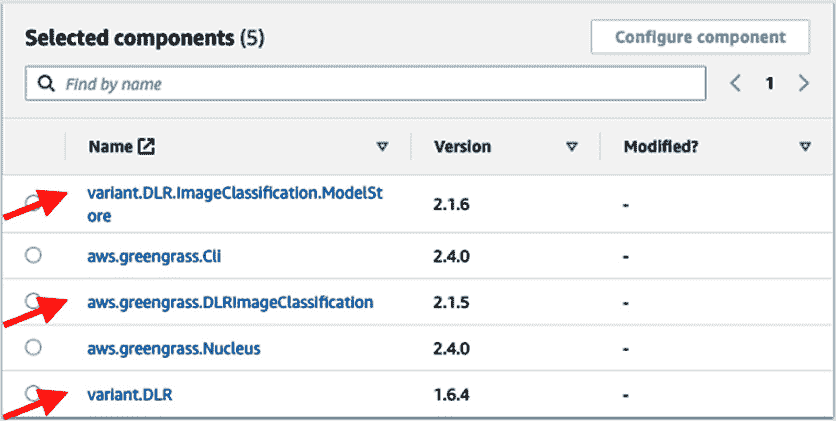 Selected components (5)
Configure component
Find by name
1
Name
Version
Modified?
variant.DLR.ImageClassification.ModelSt
ore
2.1.6
-
aws.greengrass.Cli
2.4.0
-
aws.greengrass.DLRImageClassification
2.1.5
-
aws.greengrass.Nucleus
2.4.0
-
variant.DLR
1.6.4
-